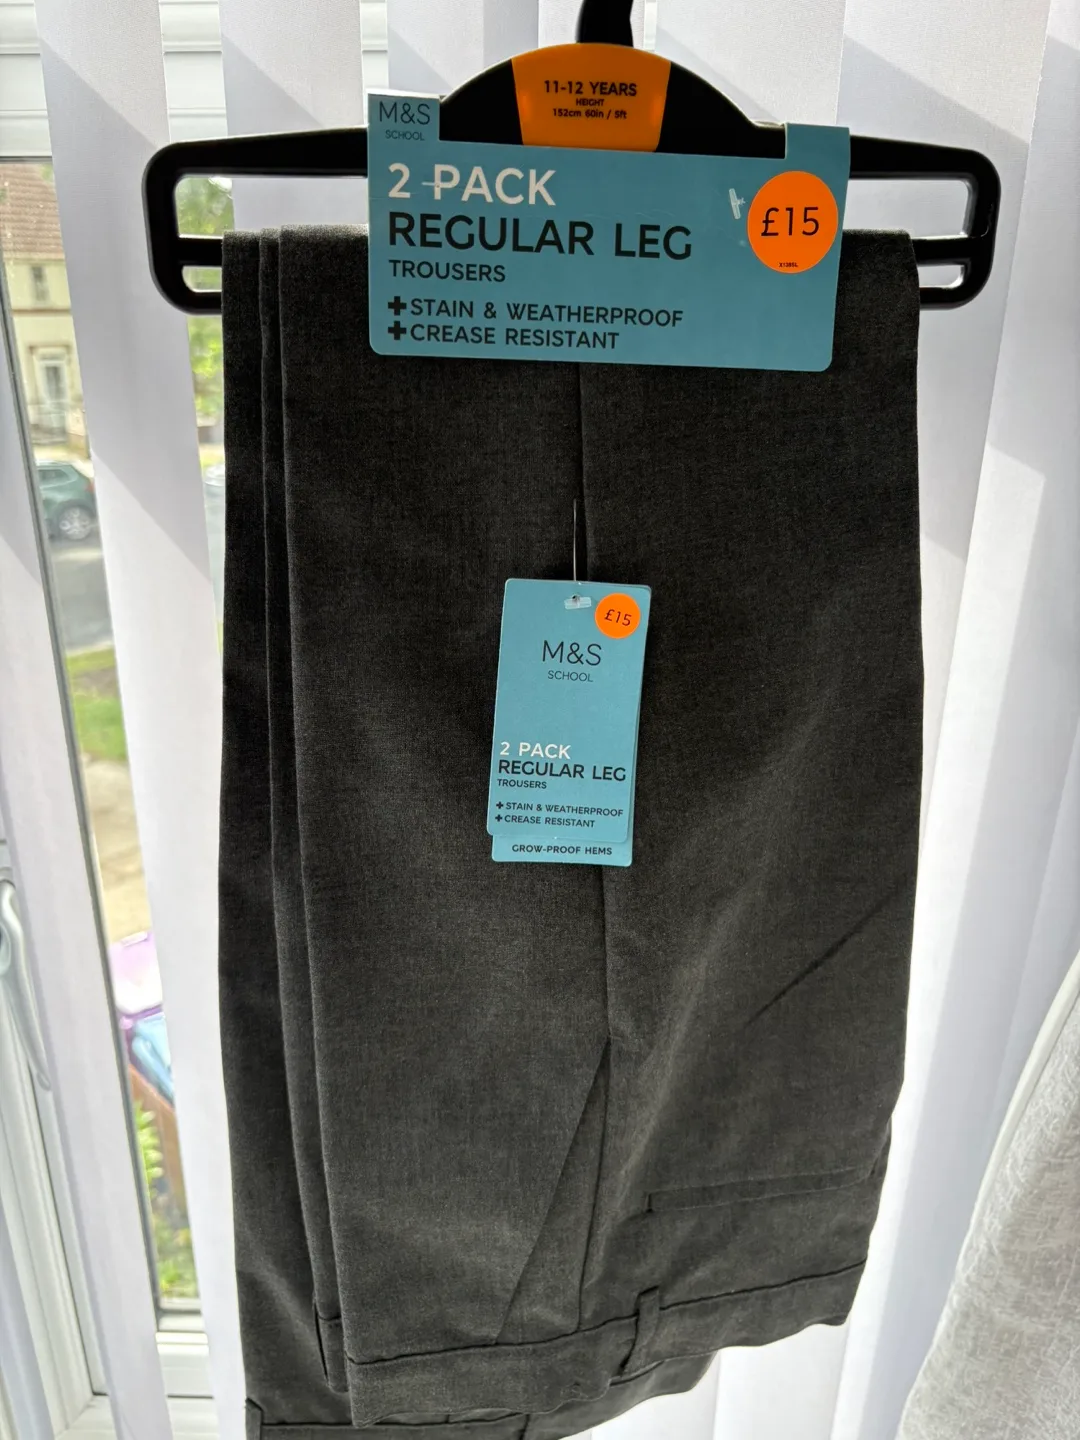 11-12 YEARS
HEIGHT
152cm 60in / 5ft
M&S
SCHOOL
2 PACK
REGULAR LEG
TROUSERS
+STAIN & WEATHERPROOF
+CREASE RESISTANT
£15
£15
M&S
SCHOOL
2 PACK
REGULAR LEG
TROUSERS
+STAIN & WEATHERPROOF
+CREASE RESISTANT
GROW-PROOF HEMS